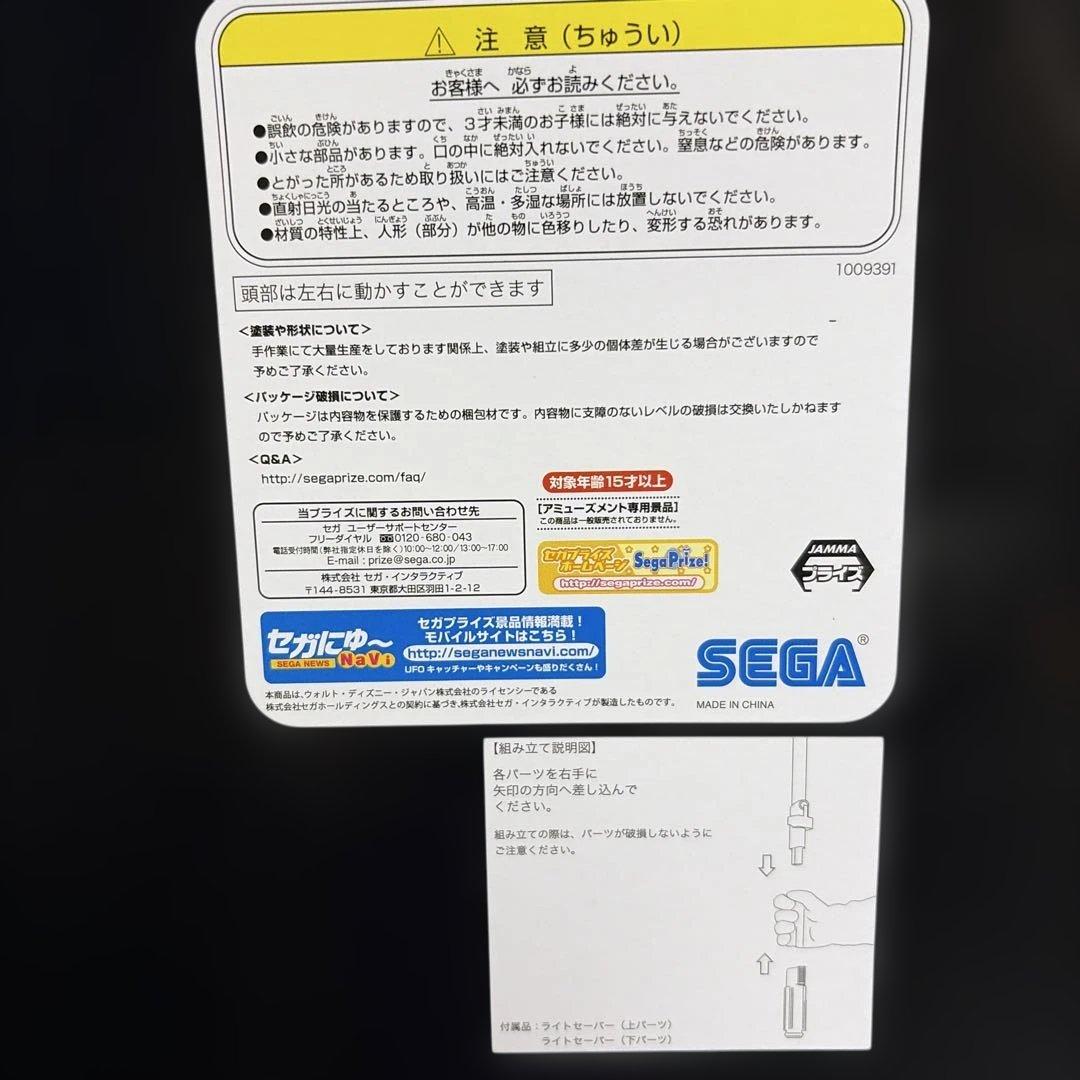 ⚠ 注意(ちゅうい)
お客様へ 必ずお読みください。
●誤飲の危険がありますので、3才未満のお子様には絶対に与えないでください。
●小さな部品があります。口の中に絶対入れないでください。窒息などの危険があります。
●とがった所があるため取り扱いにはご注意ください。
●直射日光の当たるところや、高温・多湿な場所には放置しないでください。
●材質の特性上、人形(部分)が他の物に色移りしたり、変形する恐れがあります。
1009391
頭部は左右に動かすことができます
<塗装や形状について>
手作業にて大量生産をしております関係上、塗装や組立に多少の個体差が生じる場合がございますので
予めご了承ください。
<パッケージ破損について>
パッケージは内容物を保護するための梱包材です。内容物に支障のないレベルの破損は交換いたしかねます
ので予めご了承ください。
<Q&A>
http://segaprize.com/faq/
対象年齢15才以上
[アミューズメント専用景品]
この商品は一般販売されておりません。
当プライズに関するお問い合わせ先
セガ ユーザーサポートセンター
フリーダイヤル 0120-680-043
電話受付時間(弊社指定休日を除く)10:00~12:00/13:00~17:00
E-mail : prize@sega.co.jp
株式会社 セガ・インタラクティブ
〒144-8531 東京都大田区羽田1-2-12
セガプライズ
ホームページ SegaPrize!
http://segaprize.com/
JAMMA
プライズ
セガにゅ~
SEGA NEWS NaVi
セガプライズ景品情報満載!
モバイルサイトはこちら!
http://seganewsnavi.com/
UFOキャッチャーやキャンペーンも盛りだくさん!
SEGA®
MADE IN CHINA
本商品は、ウォルト・ディズニー・ジャパン株式会社のライセンシーである
株式会社セガホールディングスとの契約に基づき、株式会社セガ・インタラクティブが製造したものです。
【組み立て説明図】
各パーツを右手に
矢印の方向へ差し込んで
ください。
組み立ての際は、パーツが破損しないように
ご注意ください。
付属品:ライトセーバー(上パーツ)
ライトセーバー(下パーツ)